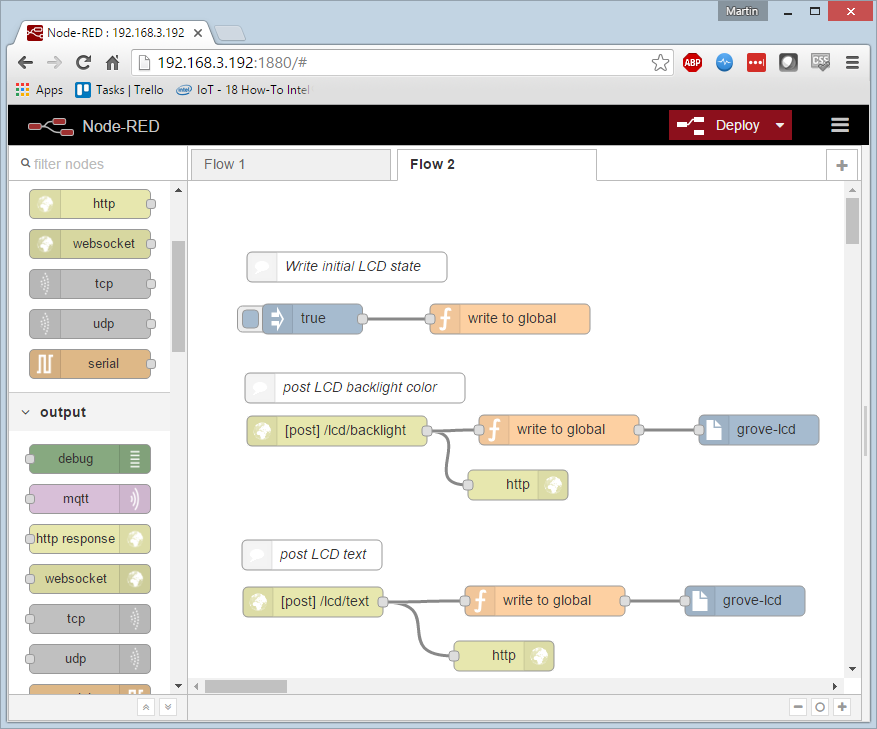 Martin
Node-RED : 192.168.3.192
192.168.3.192:1880/#
ABP
CSS
Apps
Tasks | Trello
IoT - 18 How-To Intel
Node-RED
Deploy
filter nodes
Flow 1
Flow 2
http
websocket
tcp
udp
serial
output
debug
mqtt
http response
websocket
tcp
udp
Write initial LCD state
true
write to global
post LCD backlight color
[post] /lcd/backlight
write to global
grove-lcd
http
post LCD text
[post] /lcd/text
write to global
grove-lcd
http